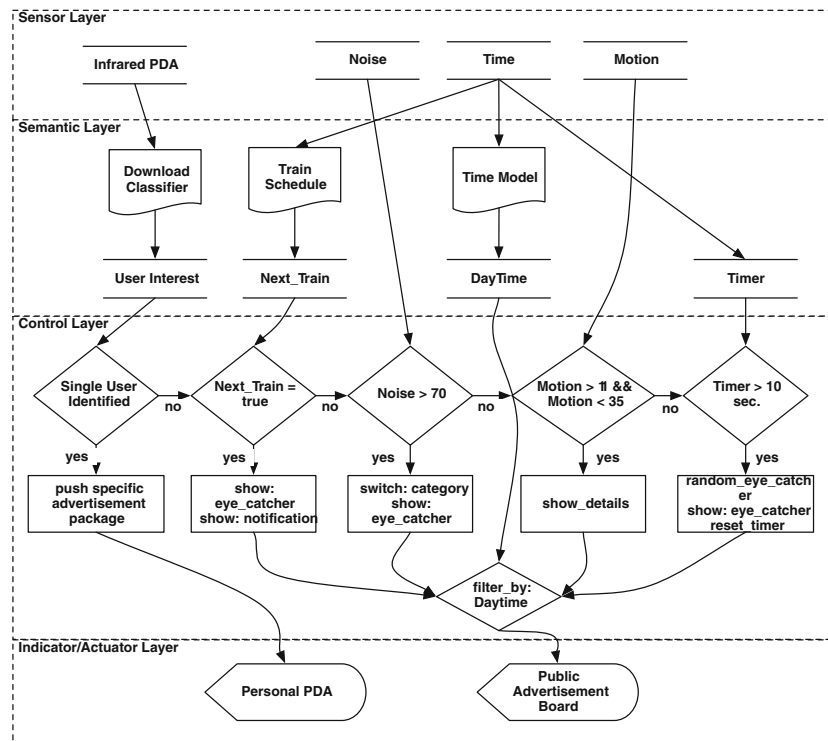 Sensor Layer
Infrared PDA
Noise
Time
Motion
Semantic Layer
Download
Classifier
Train
Schedule
Time Model
User Interest
Next_Train
DayTime
Timer
Control Layer
Single User
Identified
no
Next_Train =
true
no
Noise > 70
no
Motion > 11 &&
Motion < 35
no
Timer > 10
sec.
yes
yes
yes
yes
yes
push specific
advertisement
package
show:
eye_catcher
show: notification
switch: category
show:
eye_catcher
show_details
random_eye_catch
er
show: eye_catcher
reset_timer
filter_by:
Daytime
Indicator/Actuator Layer
Personal PDA
Public
Advertisement
Board